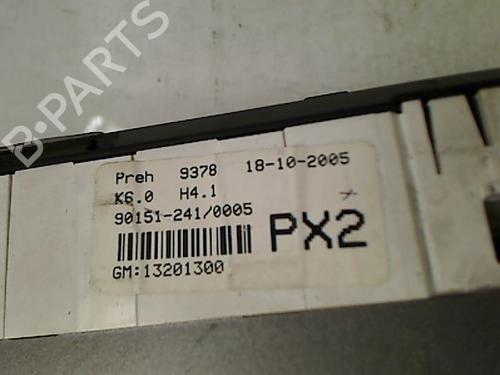 B-PARTS
Preh 9378 18-10-2005
K6.0 H4.1
90151-241/0005
PX2
GM:13201300